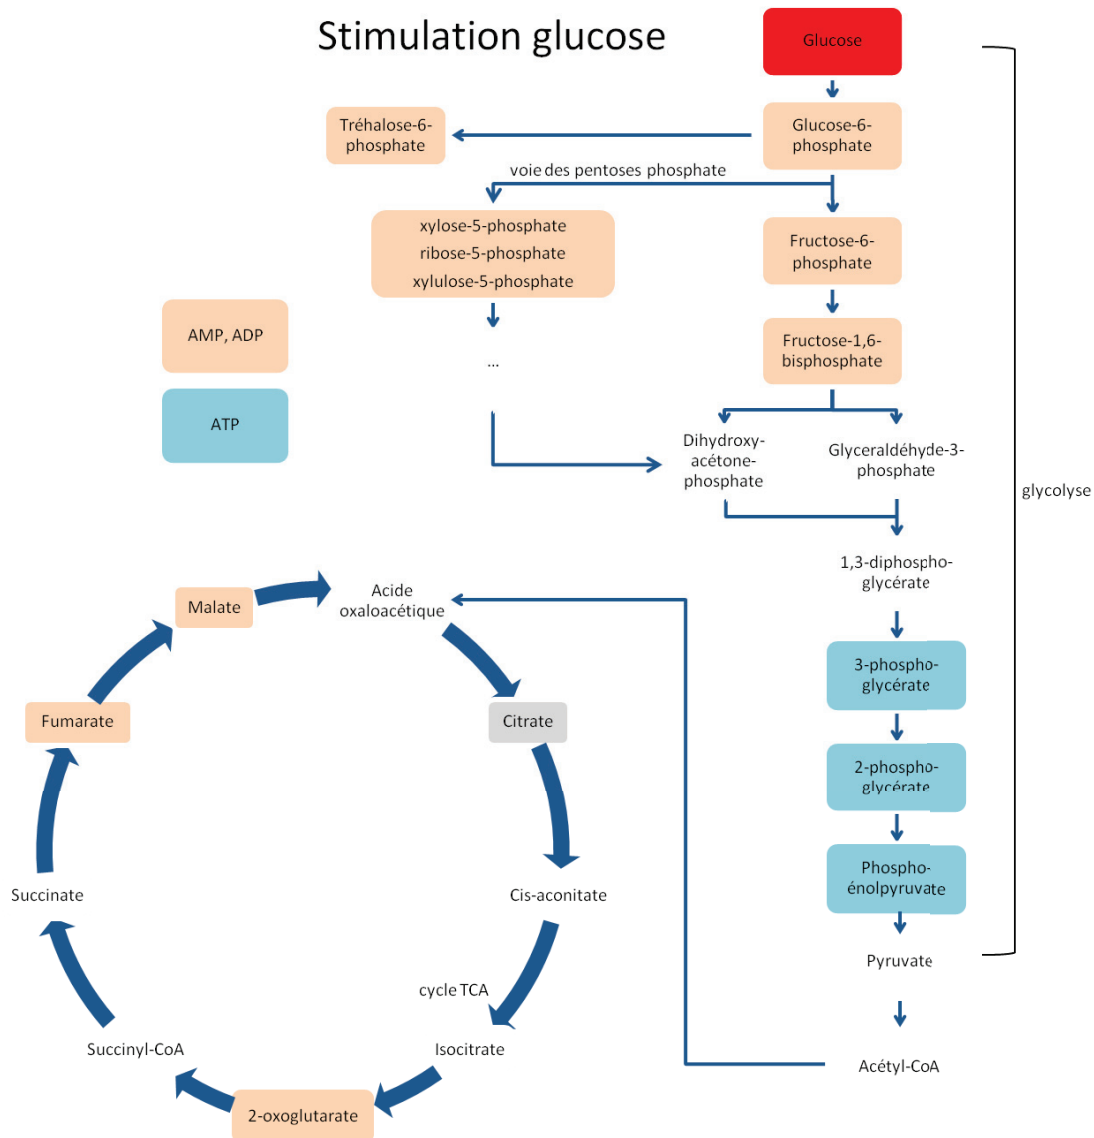 Stimulation glucose
Glucose
Tréhalose-6-
phosphate
Glucose-6-
phosphate
voie des pentoses phosphate
xylose-5-phosphate
ribose-5-phosphate
xylulose-5-phosphate
Fructose-6-
phosphate
AMP, ADP
Fructose-1,6-
bisphosphate
...
ATP
Dihydroxy-
acétone-
phosphate
Glyceraldéhyde-3-
phosphate
glycolyse
1,3-diphospho-
glycérate
Malate
Acide
oxaloacétique
3-phospho-
glycérate
Fumarate
Citrate
2-phospho-
glycérate
Phospho-
énolpyruvate
Succinate
Cis-aconitate
Pyruvate
cycle TCA
Succinyl-CoA
Isocitrate
Acétyl-CoA
2-oxoglutarate